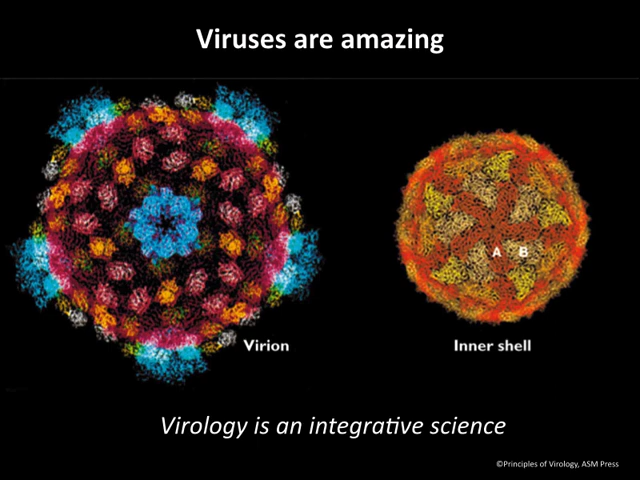 Viruses are amazing
A B
Virion
Inner shell
Virology is an integrative science
©Principles of Virology, ASM Press